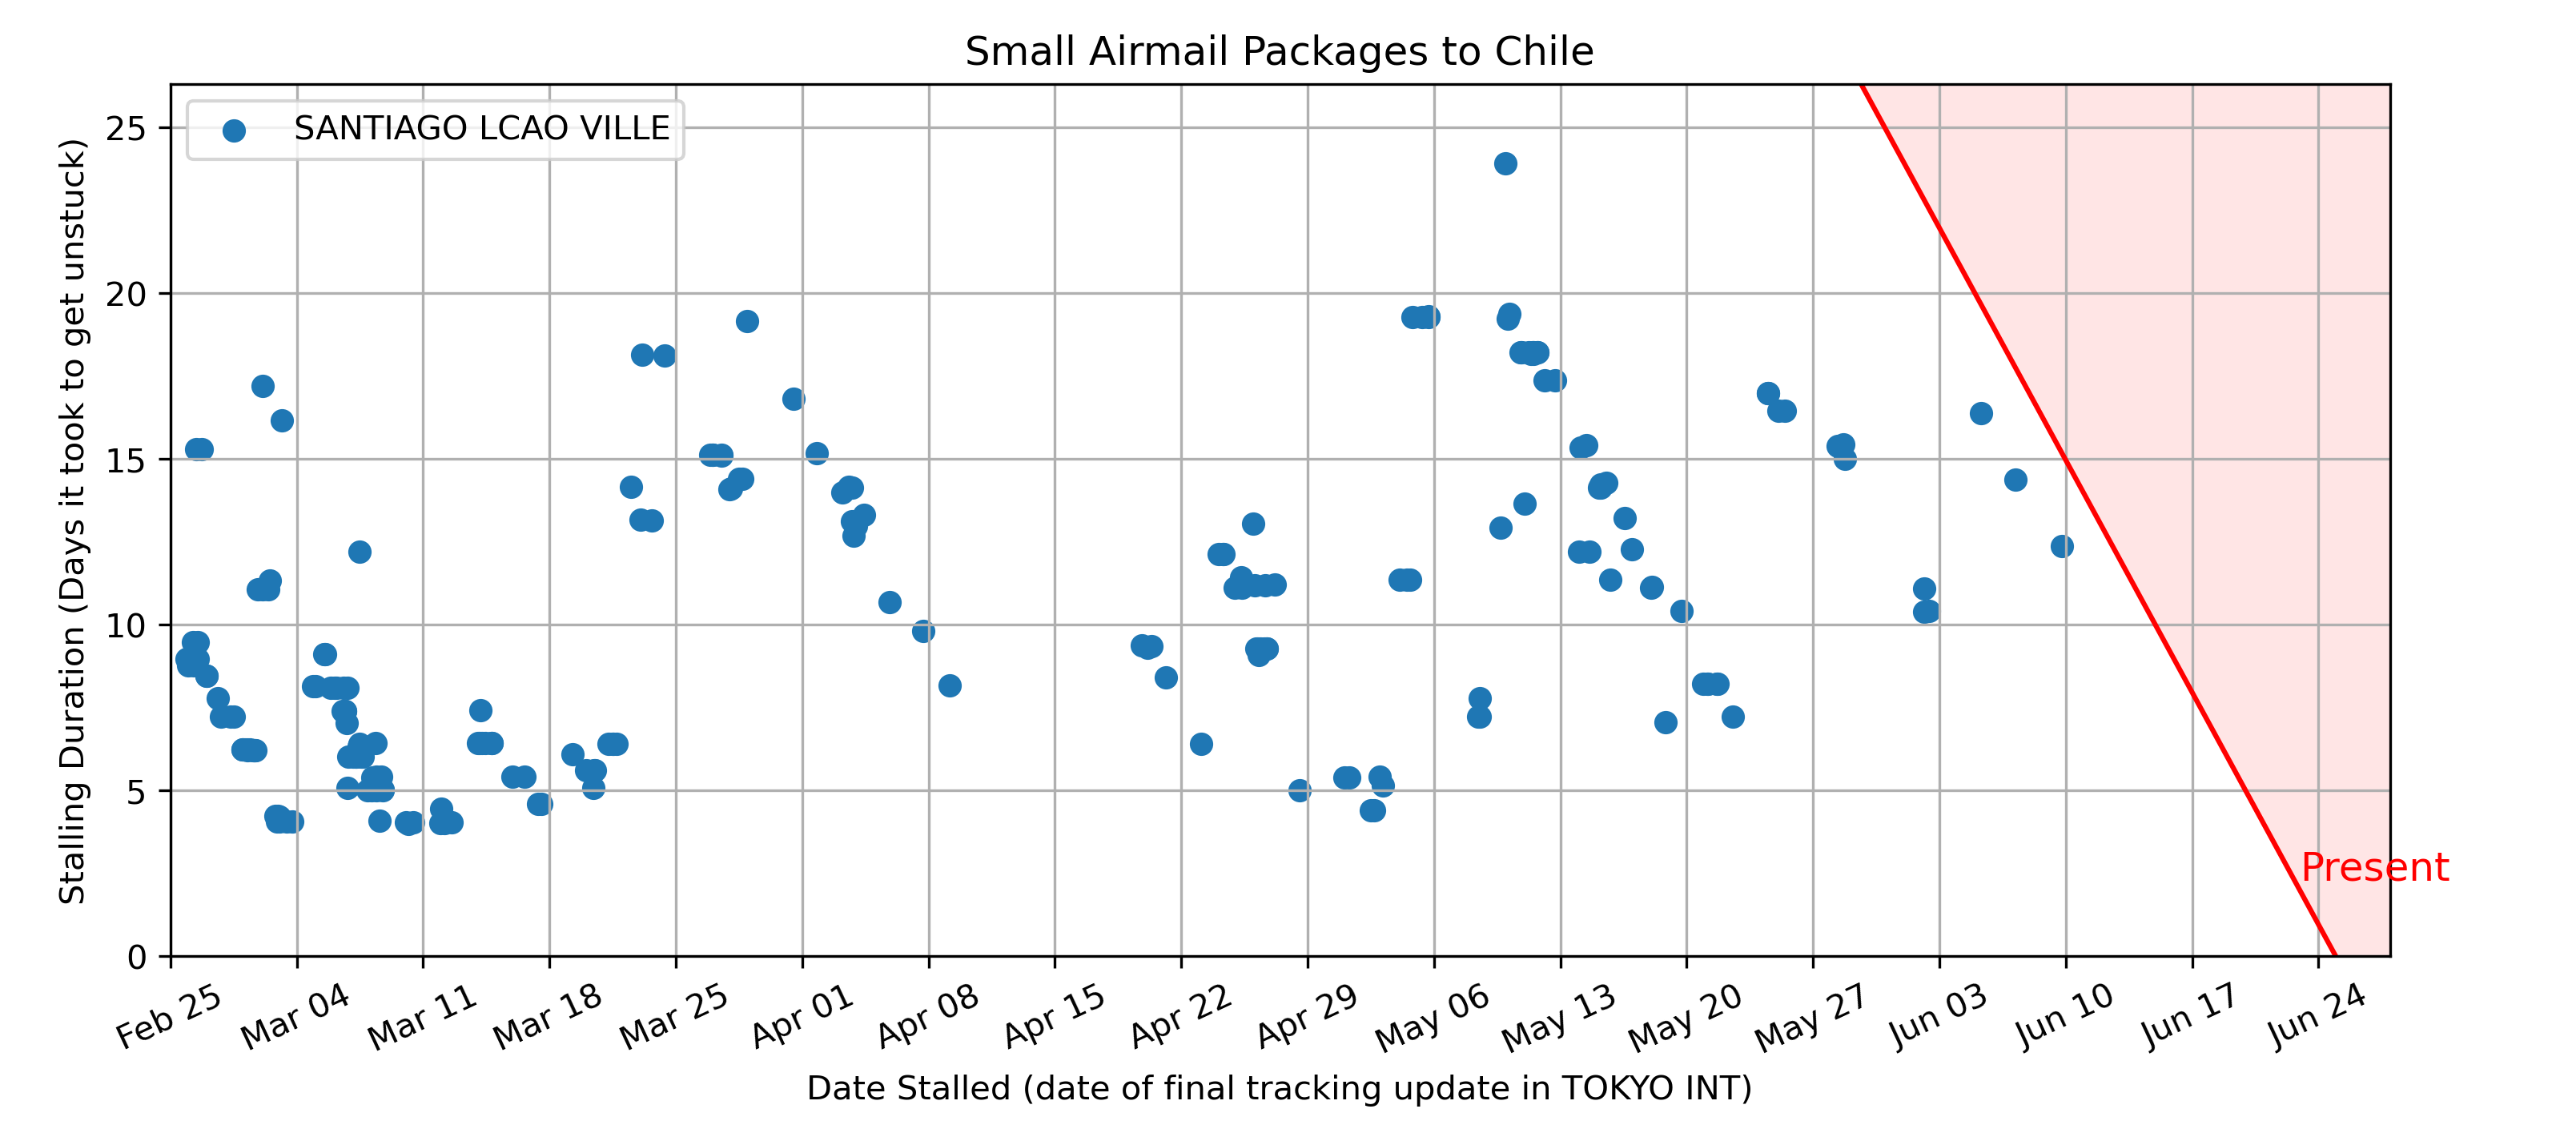 Small Airmail Packages to Chile
SANTIAGO LCAO VILLE
Stalling Duration (Days it took to get unstuck)
25
20
15
10
5
0
Present
Feb 25
Mar 04
Mar 11
Mar 18
Mar 25
Apr 01
Apr 08
Apr 15
Apr 22
Apr 29
May 06
May 13
May 20
May 27
Jun 03
Jun 10
Jun 17
Jun 24
Date Stalled (date of final tracking update in TOKYO INT)